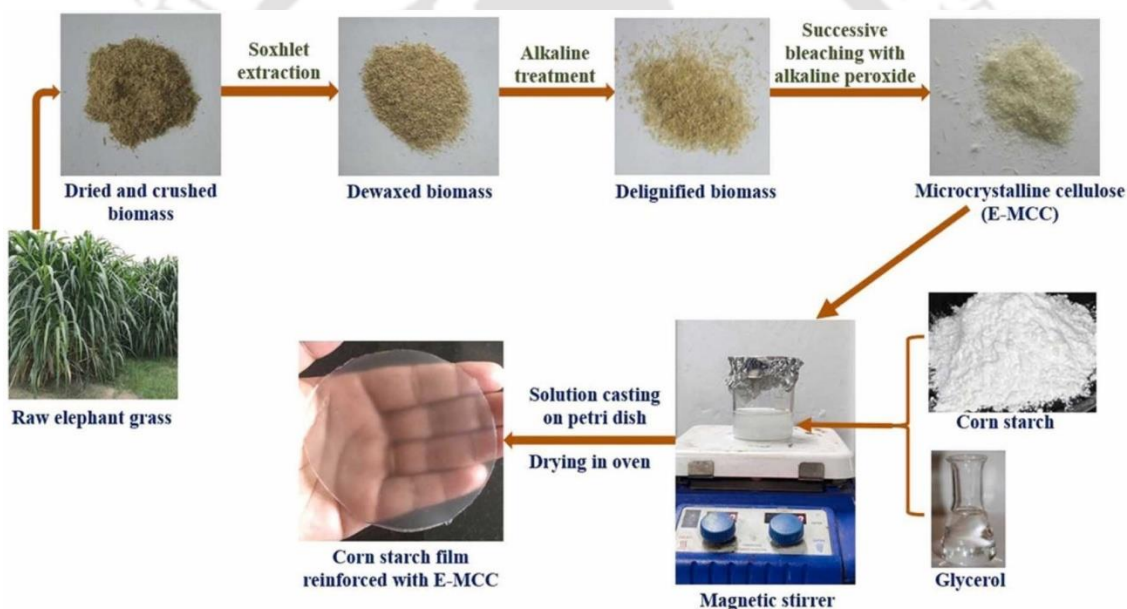 Soxhlet
extraction
Alkaline
treatment
Successive
bleaching with
alkaline peroxide
Dried and crushed
biomass
Dewaxed biomass
Delignified biomass
Microcrystalline cellulose
(E-MCC)
Raw elephant grass
Solution casting
on petri dish
Drying in oven
Corn starch
Corn starch film
reinforced with E-MCC
Magnetic stirrer
Glycerol